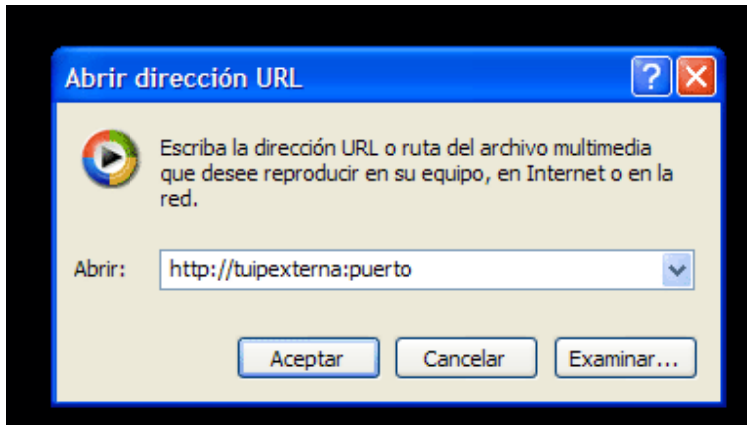 Abrir dirección URL
Escriba la dirección URL o ruta del archivo multimedia
que desee reproducir en su equipo, en Internet o en la
red.
Abrir: http://tuipexterna:puerto
Aceptar Cancelar Examinar...